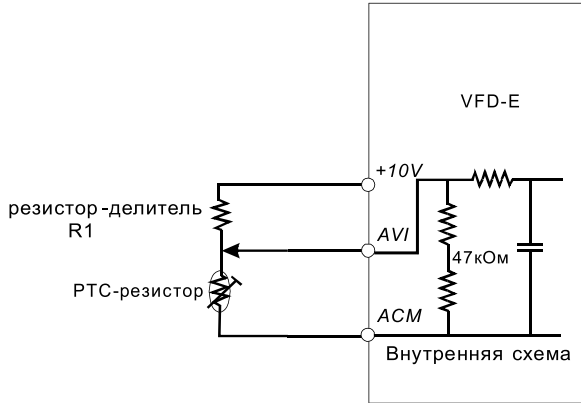 VFD-E
+10V
резистор-делитель
R1
AVI
47кОм
PTC-резистор
ACM
Внутренняя схема